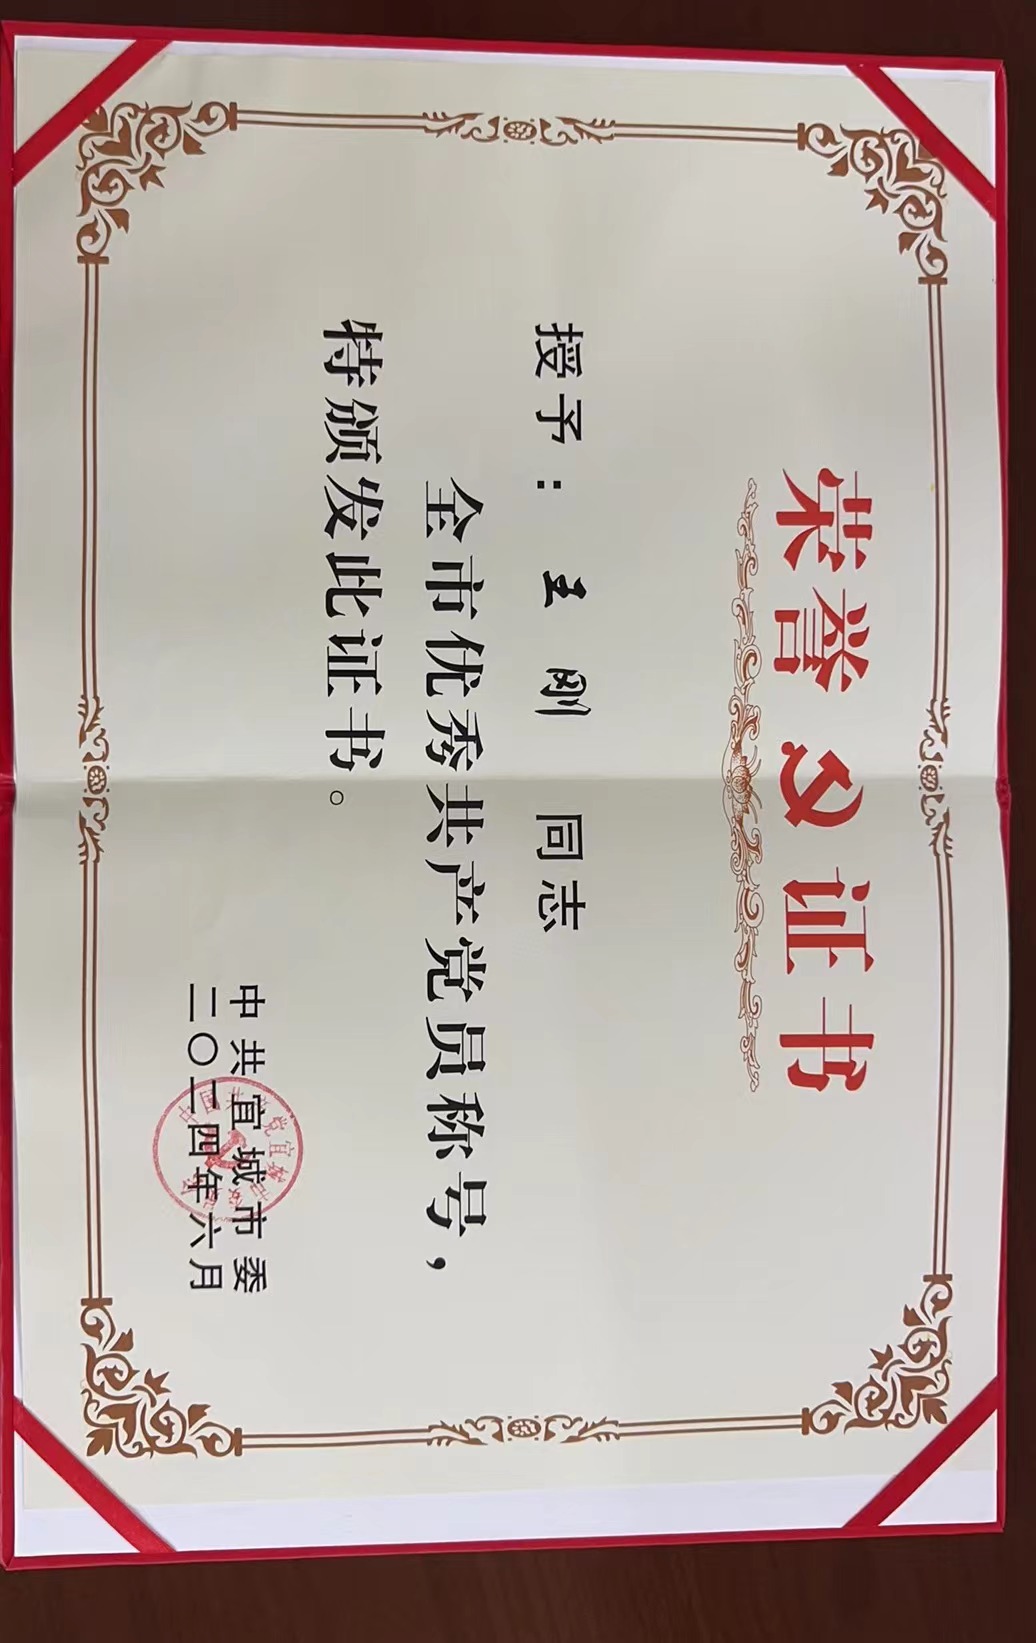 荣誉证书
授予：王刚 同志
全市优秀共产党员称号，
特颁发此证书。
中共宜城市委
二〇二四年六月